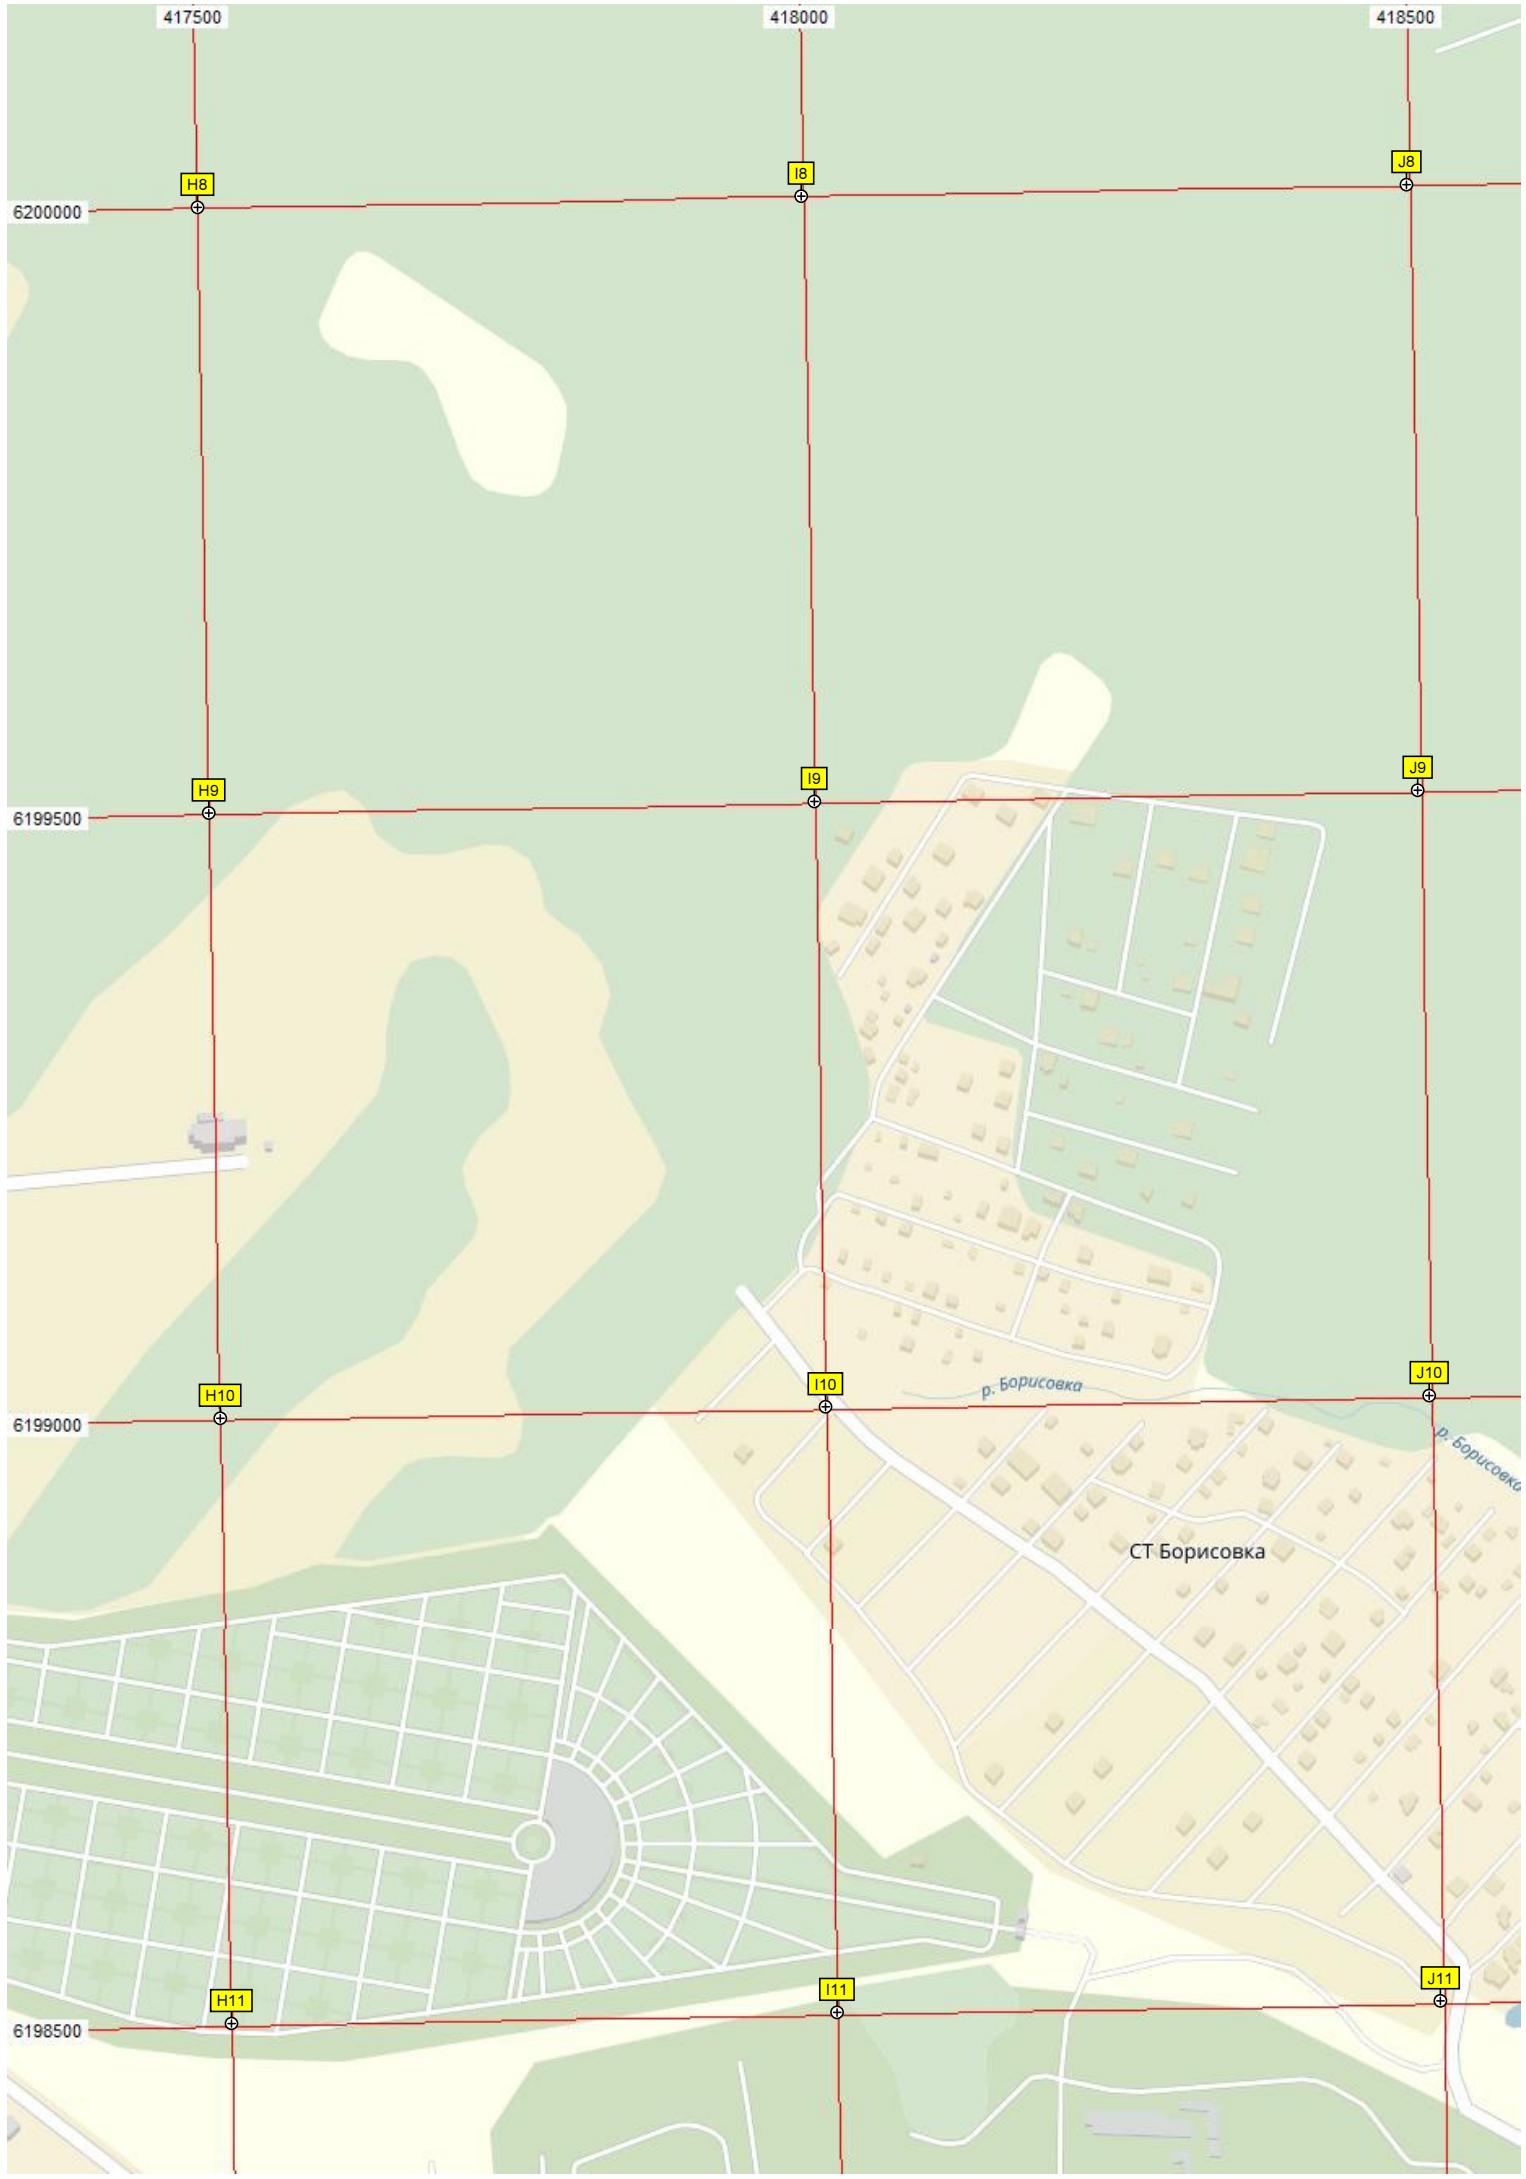 417500 418000 418500
H8 I8 J8
6200000
H9 I9 J9
6199500
H10 I10 J10
р. Борисовка
6199000
р. Борисовка
СТ Борисовка
H11 I11 J11
6198500